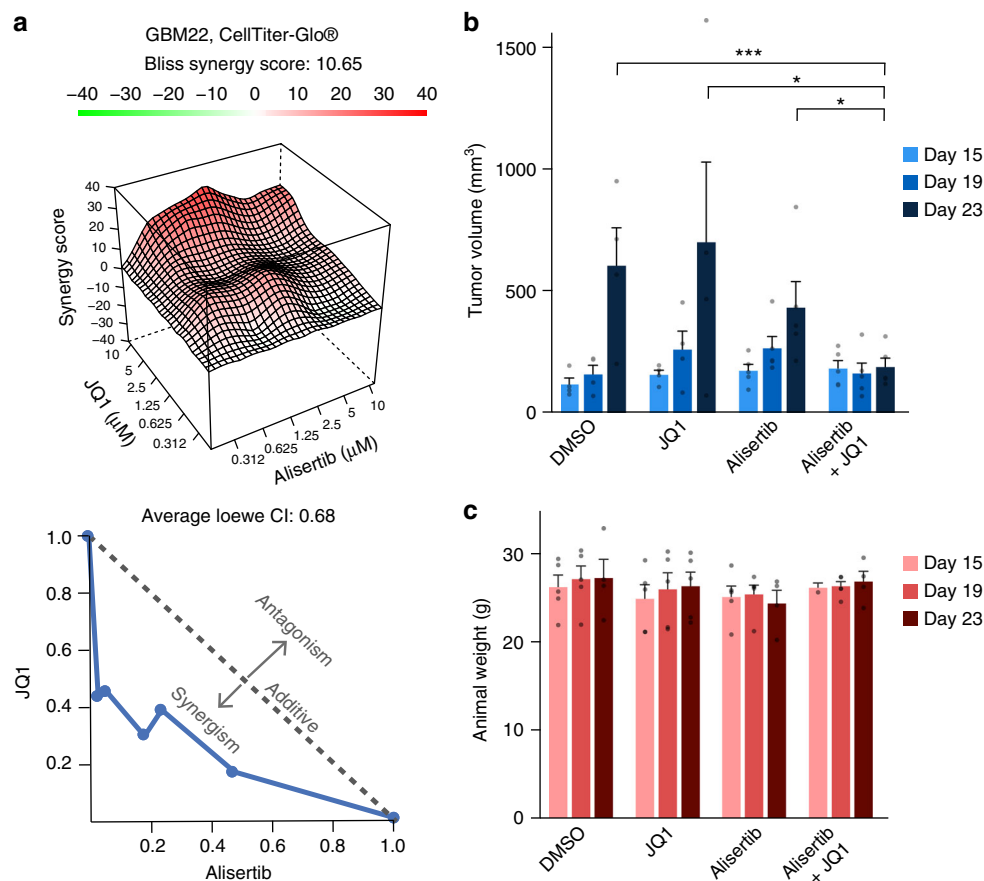 a
GBM22, CellTiter-Glo®
Bliss synergy score: 10.65
−40 −30 −20 −10 0 10 20 30 40
Synergy score
40
30
20
10
0
−10
−20
−30
−40
10
5
2.5
1.25
0.625
0.312
JQ1 (μM)
0.312
0.625
1.25
2.5
5
10
Alisertib (μM)
Average loewe CI: 0.68
JQ1
1.0
0.8
0.6
0.4
0.2
Antagonism
Additive
Synergism
0.2 0.4 0.6 0.8 1.0
Alisertib
b
Tumor volume (mm³)
1500
1000
500
0
***
*
*
Day 15
Day 19
Day 23
DMSO
JQ1
Alisertib
Alisertib
+ JQ1
c
Animal weight (g)
30
20
10
0
Day 15
Day 19
Day 23
DMSO
JQ1
Alisertib
Alisertib
+ JQ1